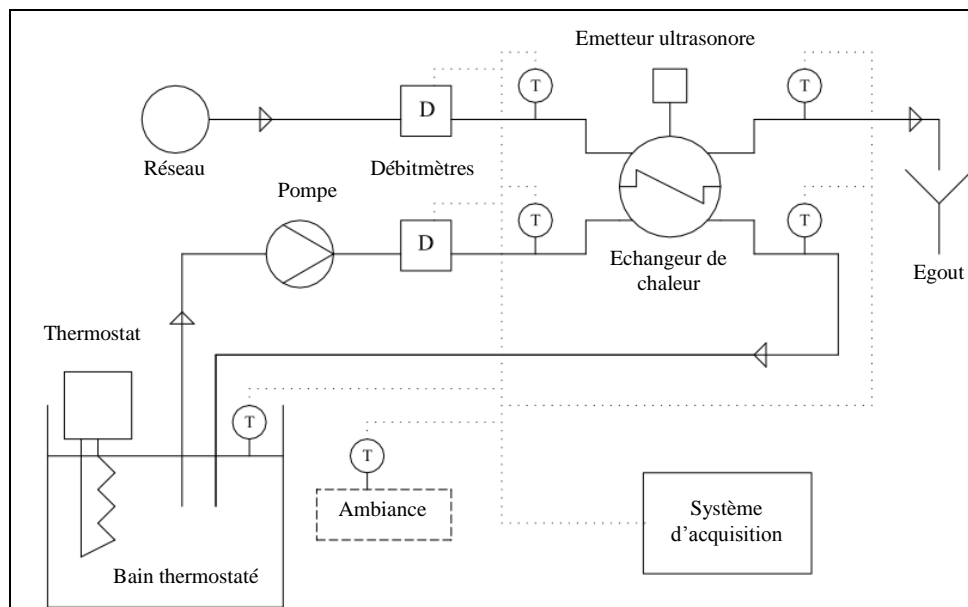 Emetteur ultrasonore
T
T
D
Réseau
Débitmètres
Pompe
T
T
D
Echangeur de
chaleur
Egout
Thermostat
T
T
Ambiance
Système
d'acquisition
Bain thermostaté